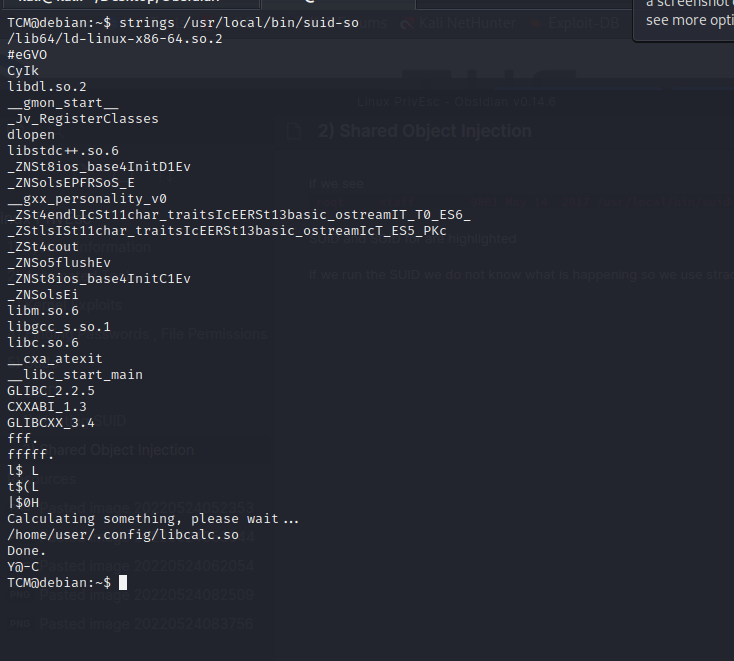 a screenshot
see more opti
TCM@debian:~$ strings /usr/local/bin/suid-so
Kali NetHunter
Exploit-DB
/lib64/ld-linux-x86-64.so.2
#eGVO
CyIk
libdl.so.2
__gmon_start__
Linux PrivEsc - Obsidian v0.14.6
_Jv_RegisterClasses
dlopen
2) Shared Object Injection
libstdc++.so.6
_ZNSt8ios_base4InitD1Ev
_ZNSolsEPFRSoS_E
If we see
__gxx_personality_v0
_ZSt4endlIcSt11char_traitsIcEERSt13basic_ostreamIT_T0_ES6_
_ZStlsISt11char_traitsIcEERSt13basic_ostreamIcT_ES5_PKc
SUID and
are highlighted
_ZSt4cout
_ZNSo5flushEv
_ZNSt8ios_base4InitC1Ev
If we run the SUID we do not know what is happening so we use
_ZNSolsEi
libm.so.6
libgcc_s.so.1
File Permissions
libc.so.6
__cxa_atexit
__libc_start_main
GLIBC_2.2.5
CXXABI_1.3
GLIBCXX_3.4
SUID
fff.
fffff.
Shared Object Injection
l$ L
t$(L
|$0H
Pasted image
Calculating something, please wait...
/home/user/.config/libcalc.so
Done.
Y@-C
Pasted image 20220524082054
TCM@debian:~$
Pasted image 20220524082509
Pasted image 20220524083756